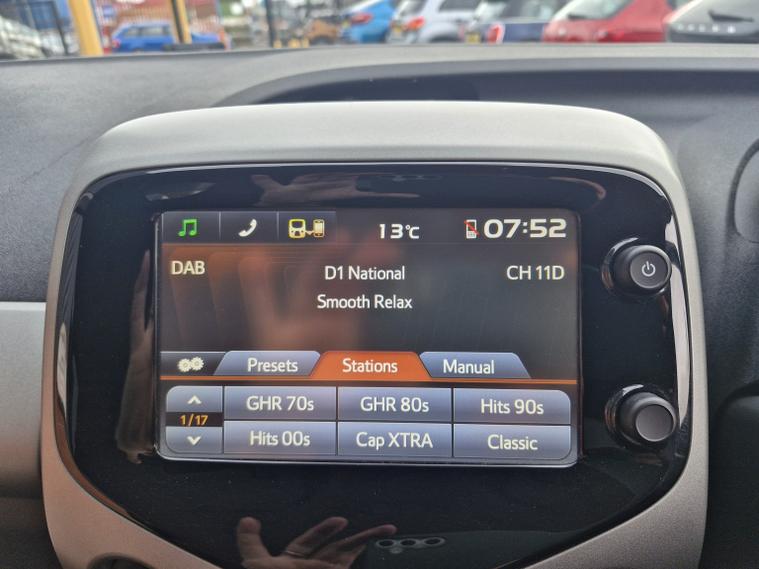 13°C 07:52
DAB D1 National CH 11D
Smooth Relax
Presets Stations Manual
GHR 70s GHR 80s Hits 90s
1/17
Hits 00s Cap XTRA Classic